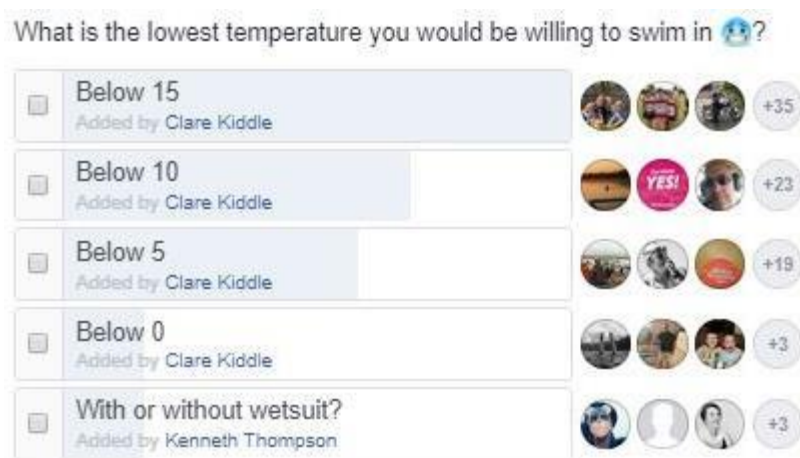 What is the lowest temperature you would be willing to swim in 🥶?
Below 15
Added by Clare Kiddle
+35
Below 10
Added by Clare Kiddle
YES!
+23
Below 5
Added by Clare Kiddle
+19
Below 0
Added by Clare Kiddle
+3
With or without wetsuit?
Added by Kenneth Thompson
+3